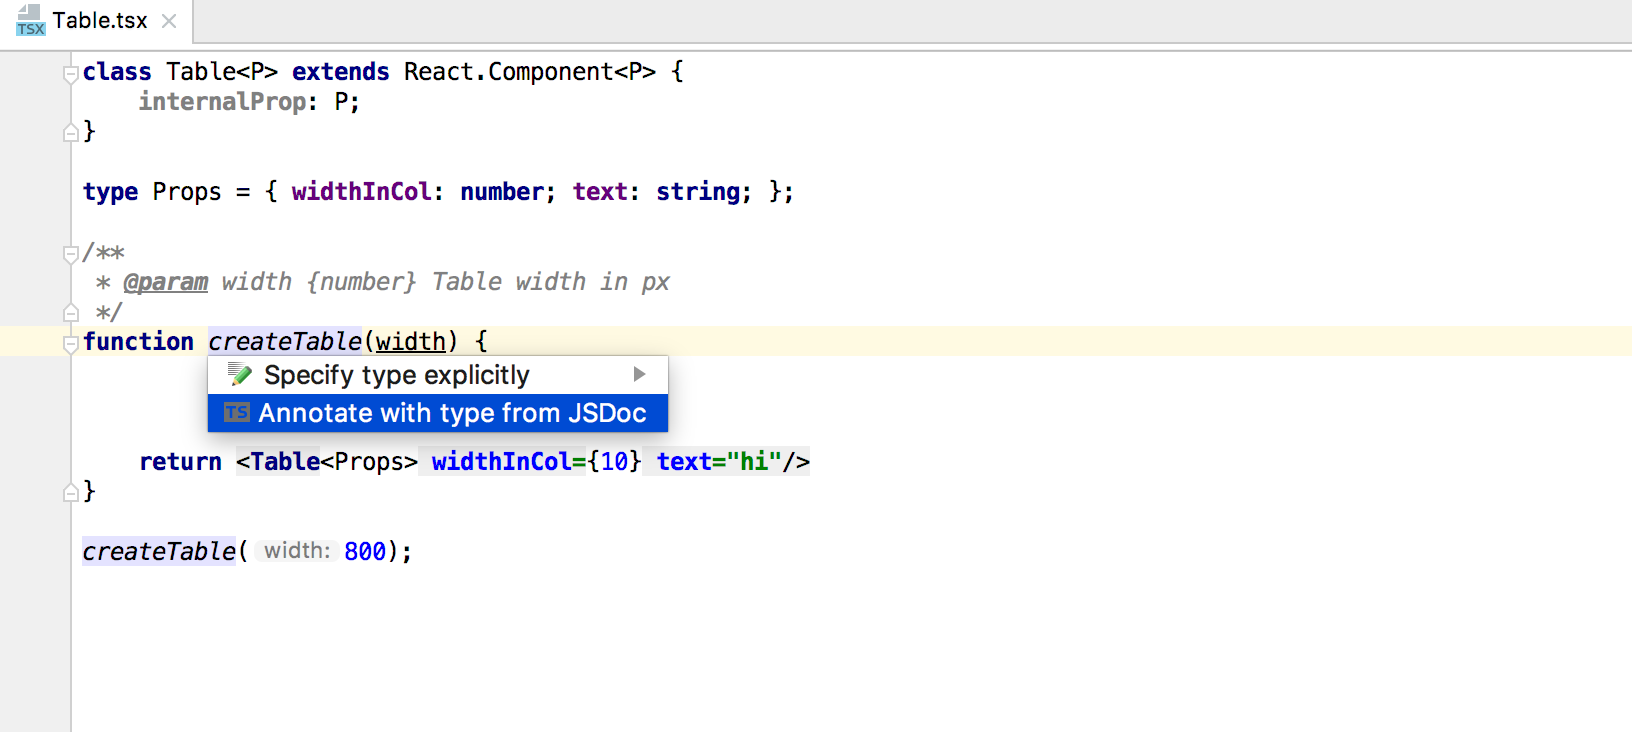 TSX Table.tsx
class Table<P> extends React.Component<P> {
    internalProp: P;
}
type Props = { widthInCol: number; text: string; };
/**
 * @param width {number} Table width in px
 */
function createTable(width) {
Specify type explicitly
TS Annotate with type from JSDoc
    return <Table<Props> widthInCol={10} text="hi"/>
}
createTable( width: 800);